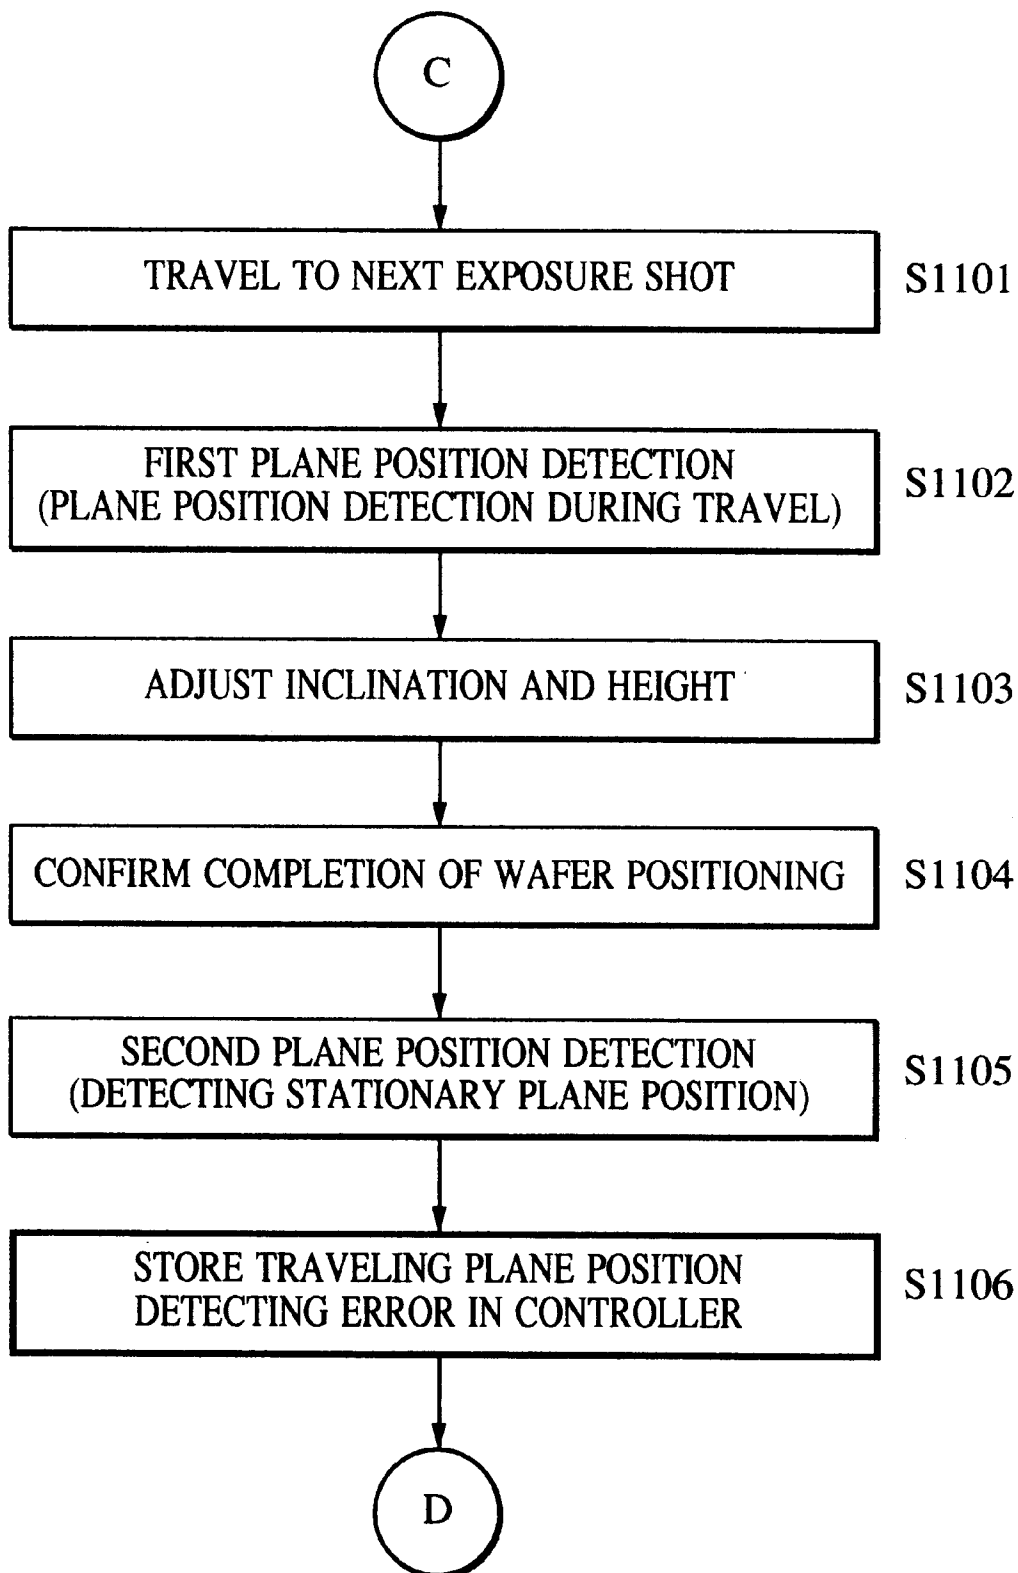 C
TRAVEL TO NEXT EXPOSURE SHOT
S1101
FIRST PLANE POSITION DETECTION
(PLANE POSITION DETECTION DURING TRAVEL)
S1102
ADJUST INCLINATION AND HEIGHT
S1103
CONFIRM COMPLETION OF WAFER POSITIONING
S1104
SECOND PLANE POSITION DETECTION
(DETECTING STATIONARY PLANE POSITION)
S1105
STORE TRAVELING PLANE POSITION
DETECTING ERROR IN CONTROLLER
S1106
D